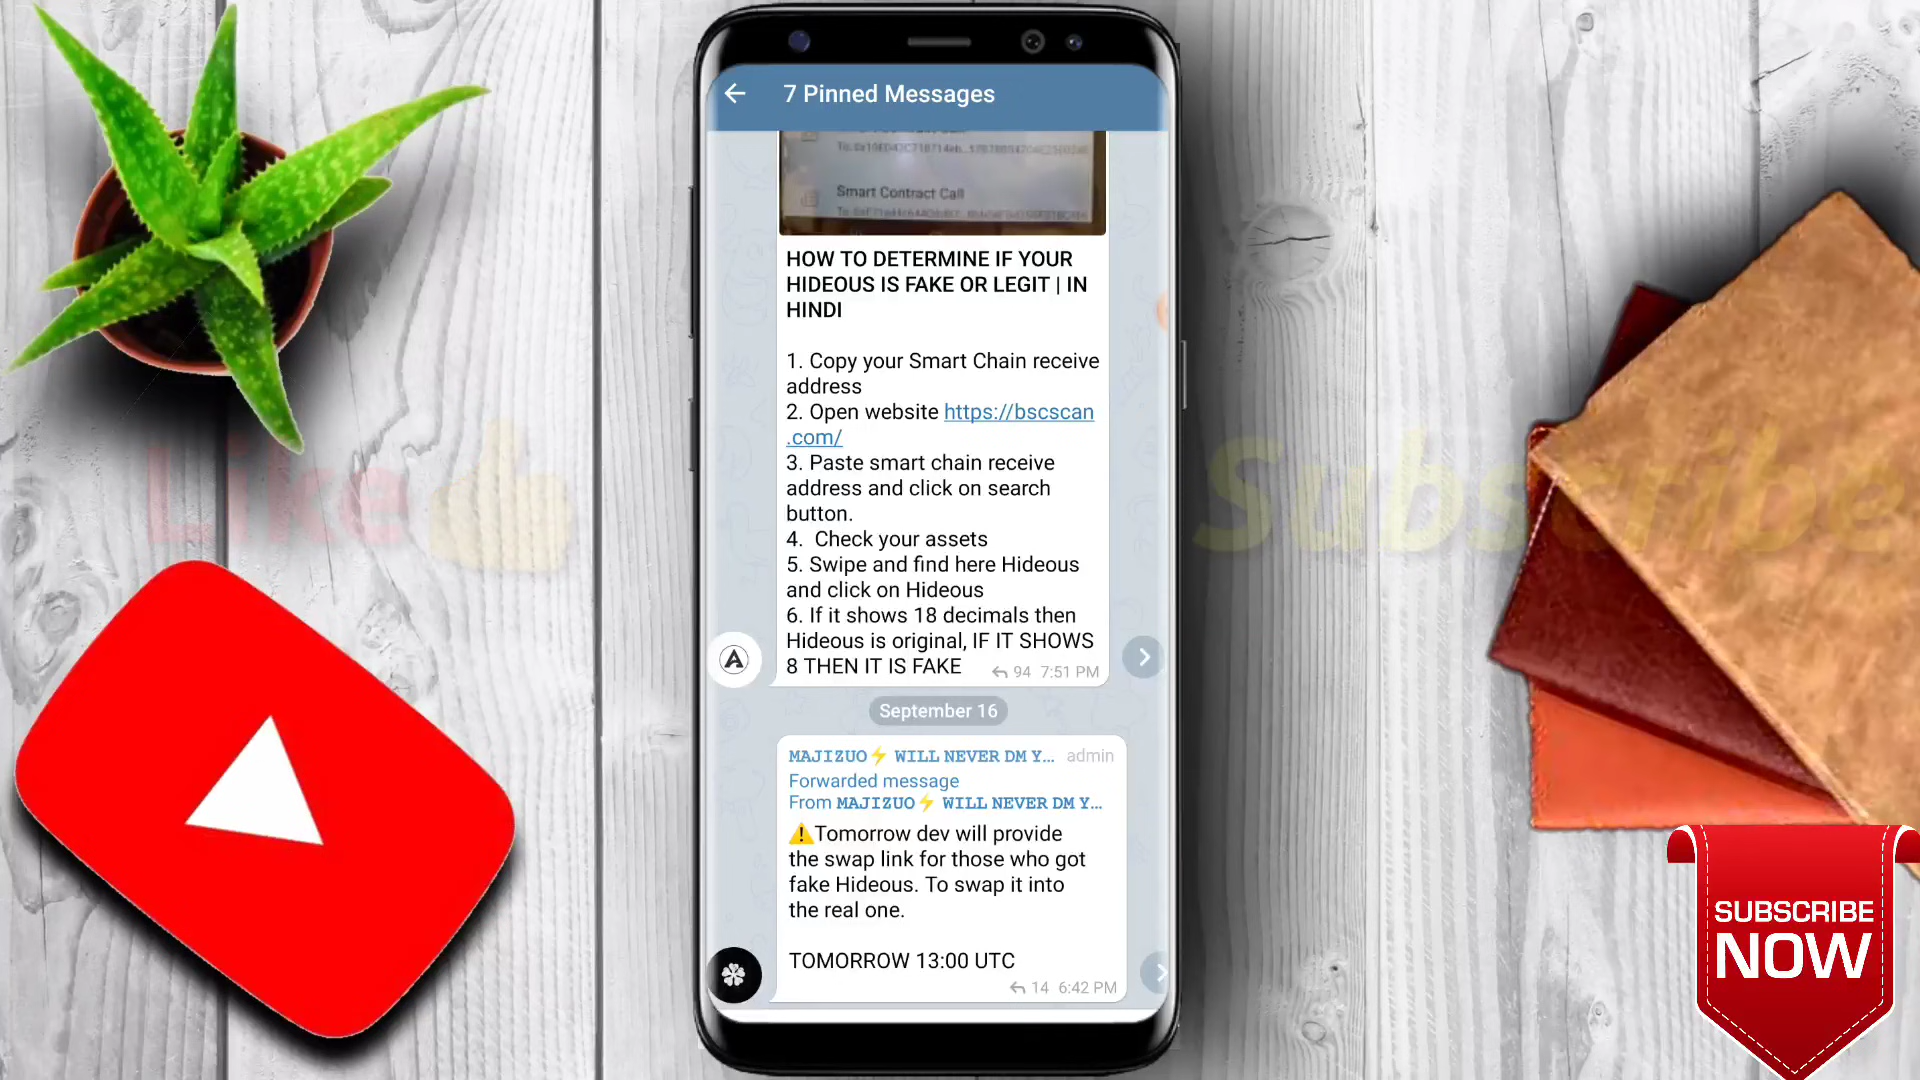 7 Pinned Messages
Smart Contract Call
HOW TO DETERMINE IF YOUR
HIDEOUS IS FAKE OR LEGIT | IN
HINDI
1. Copy your Smart Chain receive
address
2. Open website https://bscscan
.com/
3. Paste smart chain receive
address and click on search
button.
4.  Check your assets
5. Swipe and find here Hideous
and click on Hideous
6. If it shows 18 decimals then
Hideous is original, IF IT SHOWS
8 THEN IT IS FAKE
94 7:51 PM
September 16
MAJIZUO⚡ WILL NEVER DM Y... admin
Forwarded message
From MAJIZUO⚡ WILL NEVER DM Y...
⚠️Tomorrow dev will provide
the swap link for those who got
fake Hideous. To swap it into
the real one.
TOMORROW 13:00 UTC
14 6:42 PM
Like
Subscribe
SUBSCRIBE
NOW